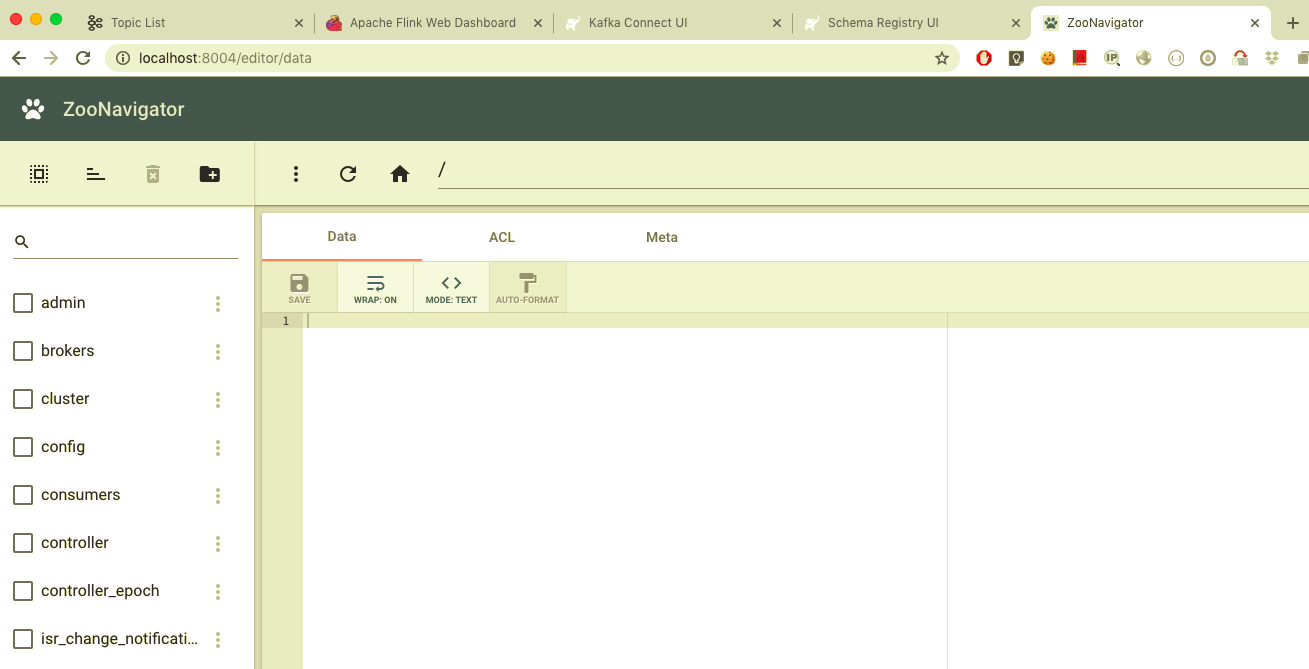 Topic List
Apache Flink Web Dashboard
Kafka Connect UI
Schema Registry UI
ZooNavigator
localhost:8004/editor/data
IP
ZooNavigator
/
Data ACL Meta
SAVE WRAP: ON MODE: TEXT AUTO-FORMAT
1
admin
brokers
cluster
config
consumers
controller
controller_epoch
isr_change_notificati...